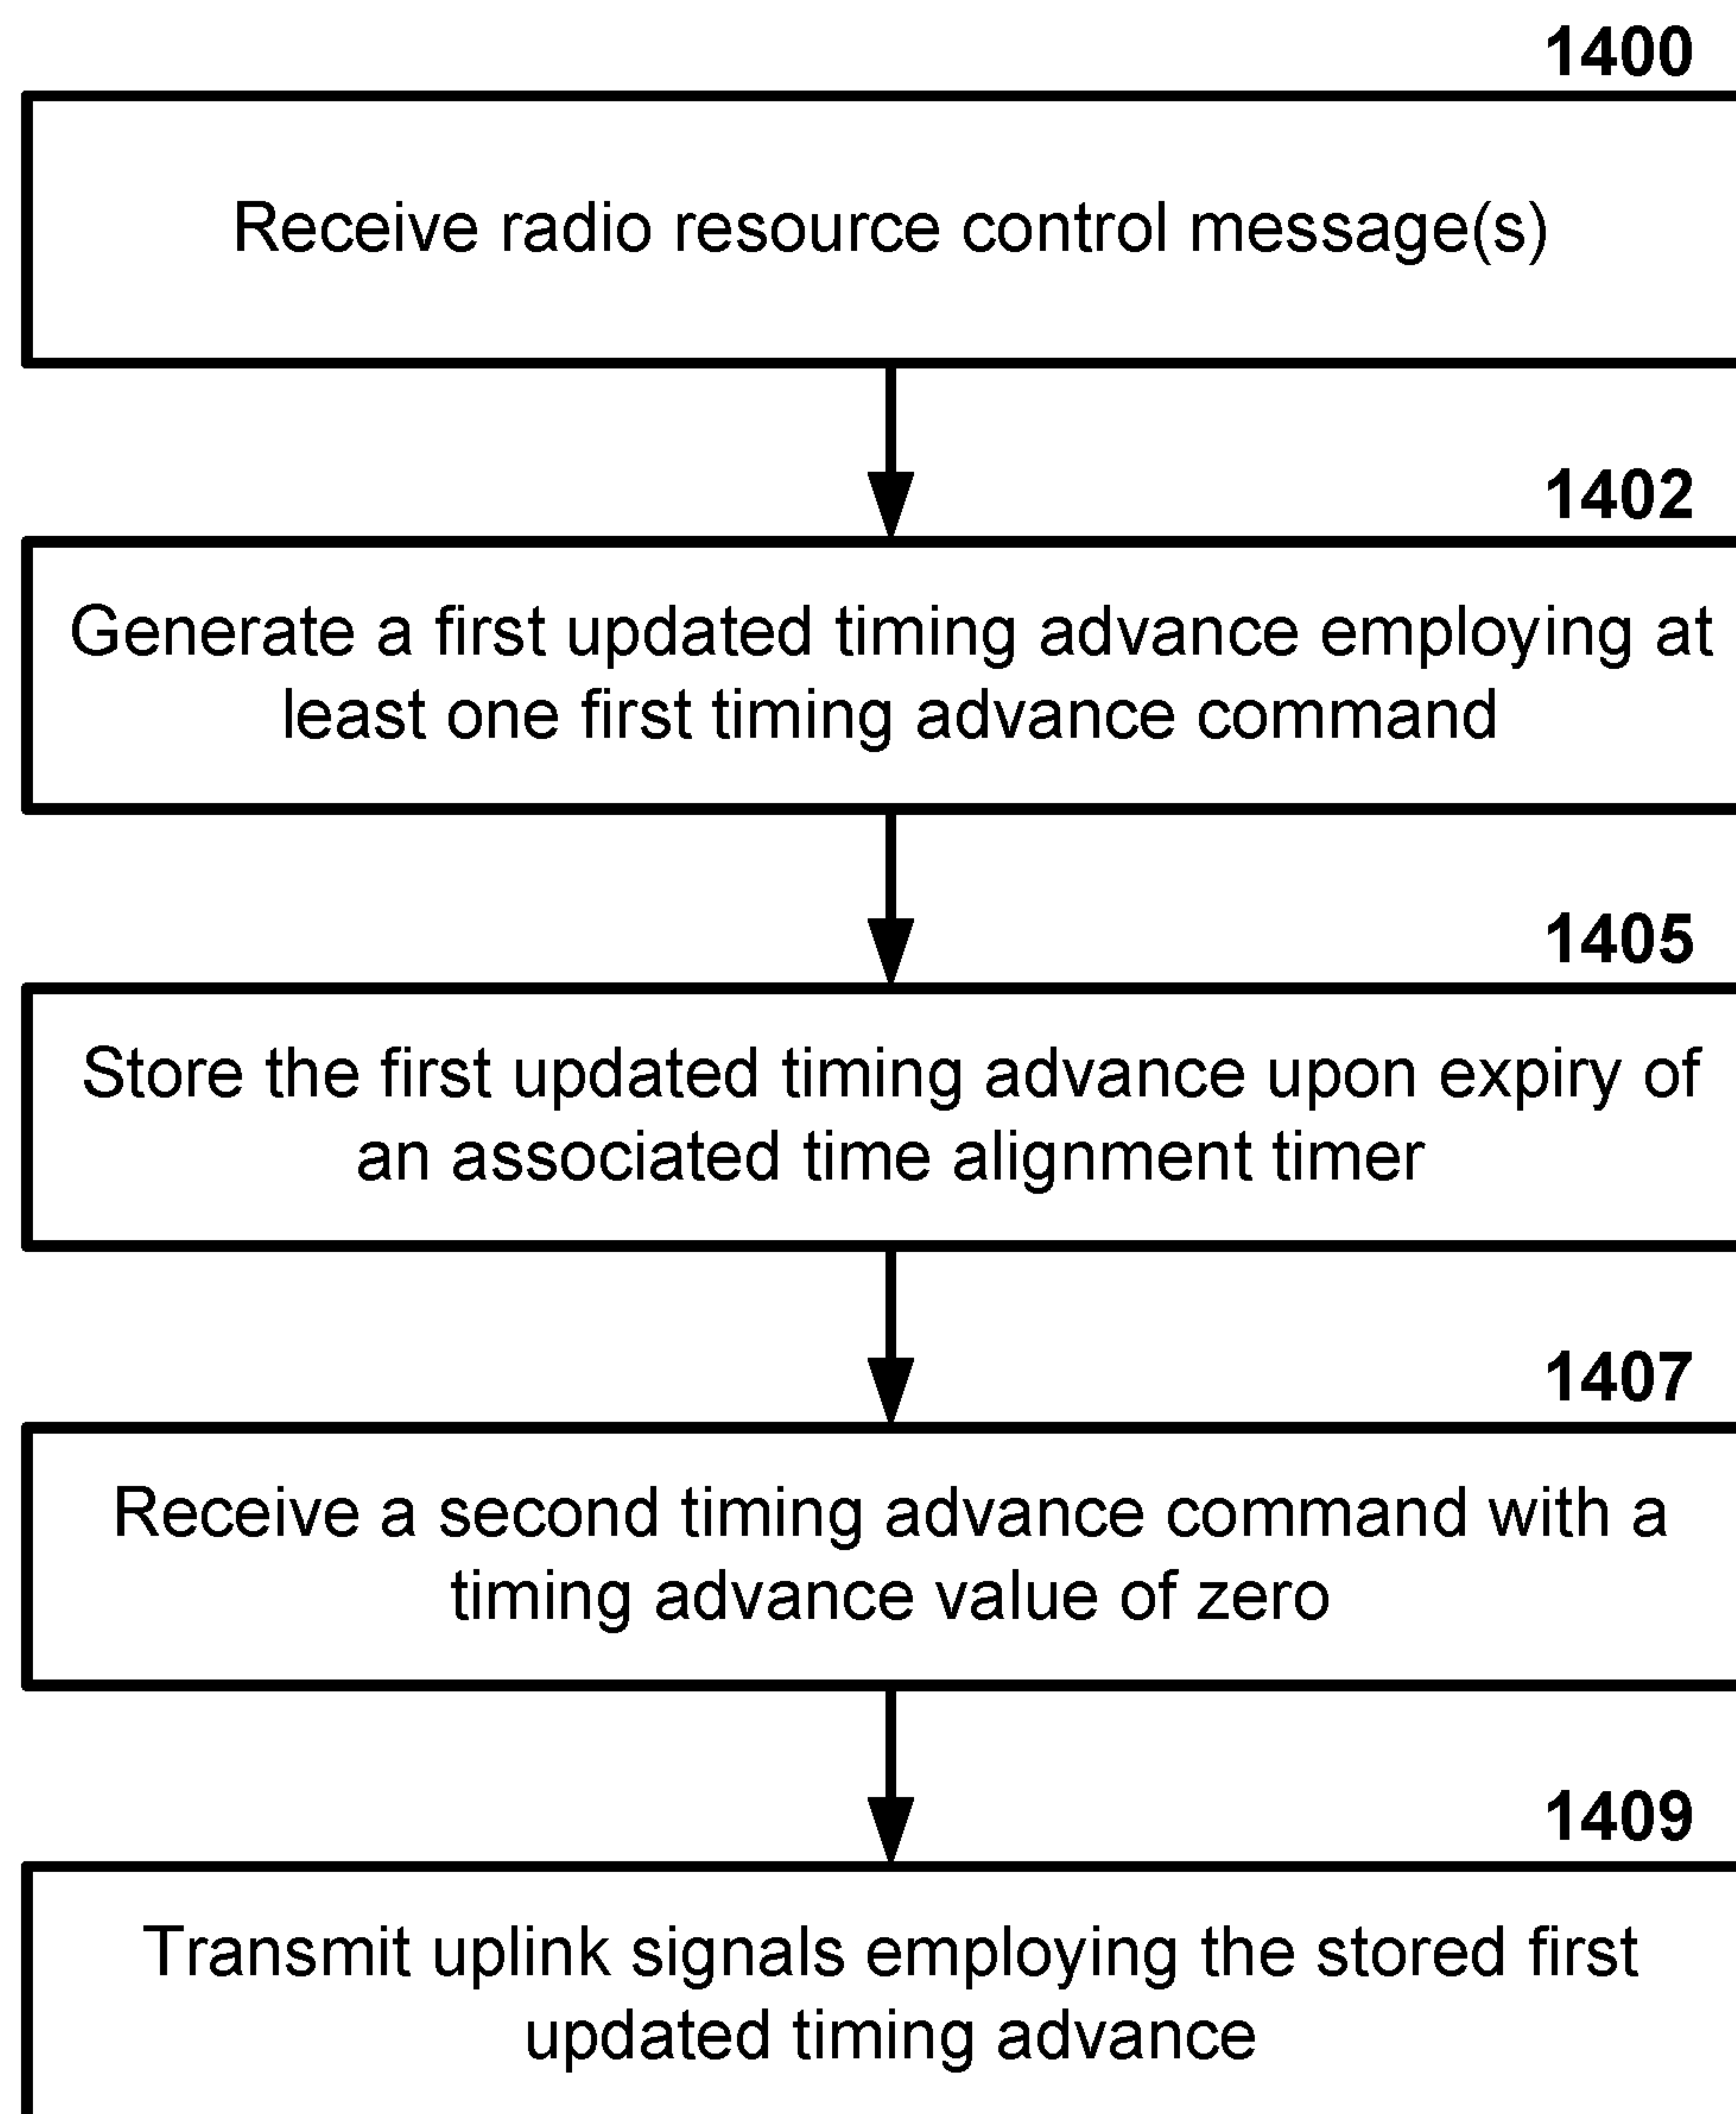 1400
Receive radio resource control message(s)
1402
Generate a first updated timing advance employing at
least one first timing advance command
1405
Store the first updated timing advance upon expiry of
an associated time alignment timer
1407
Receive a second timing advance command with a
timing advance value of zero
1409
Transmit uplink signals employing the stored first
updated timing advance